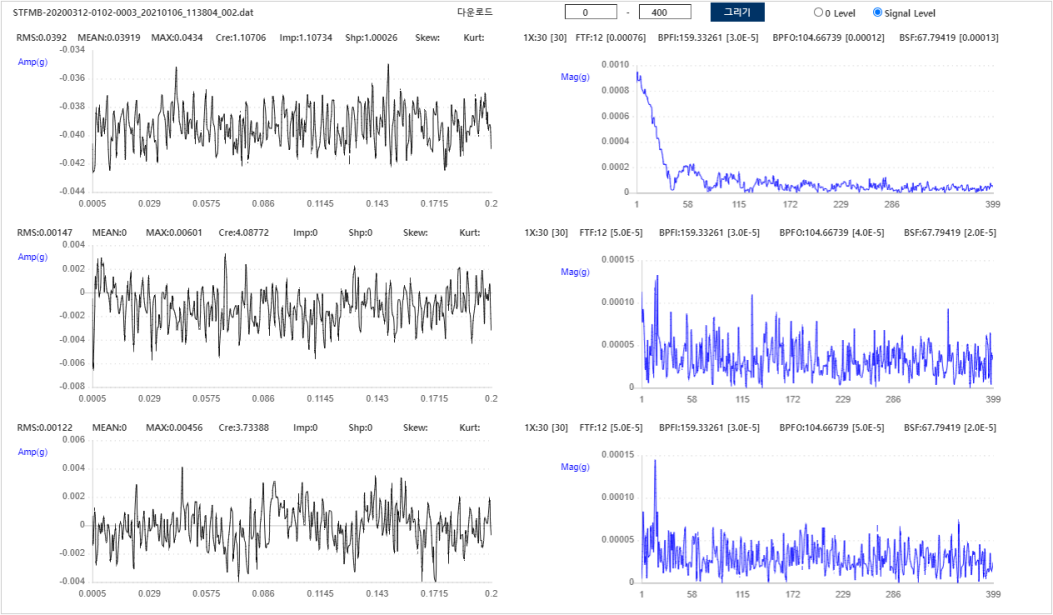 STFMB-20200312-0102-0003_20210106_113804_002.dat 다운로드 0 - 400 그리기 0 Level Signal Level
RMS:0.0392 MEAN:0.03919 MAX:0.0434 Cre:1.10706 Imp:1.10734 Shp:1.00026 Skew: Kurt: 1X:30 [30] FTF:12 [0.00076] BPFI:159.33261 [3.0E-5] BPFO:104.66739 [0.00012] BSF:67.79419 [0.00013]
Amp(g)
-0.034
-0.036
-0.038
-0.040
-0.042
-0.044
0.0005 0.029 0.0575 0.086 0.1145 0.143 0.1715 0.2
Mag(g)
0.0010
0.0008
0.0006
0.0004
0.0002
0
1 58 115 172 229 286 399
RMS:0.00147 MEAN:0 MAX:0.00601 Cre:4.08772 Imp:0 Shp:0 Skew: Kurt: 1X:30 [30] FTF:12 [5.0E-5] BPFI:159.33261 [3.0E-5] BPFO:104.66739 [4.0E-5] BSF:67.79419 [2.0E-5]
Amp(g)
0.004
0.002
0
-0.002
-0.004
-0.006
-0.008
0.0005 0.029 0.0575 0.086 0.1145 0.143 0.1715 0.2
Mag(g)
0.00015
0.00010
0.00005
0
1 58 115 172 229 286 399
RMS:0.00122 MEAN:0 MAX:0.00456 Cre:3.73388 Imp:0 Shp:0 Skew: Kurt: 1X:30 [30] FTF:12 [5.0E-5] BPFI:159.33261 [3.0E-5] BPFO:104.66739 [5.0E-5] BSF:67.79419 [2.0E-5]
Amp(g)
0.006
0.004
0.002
0
-0.002
-0.004
0.0005 0.029 0.0575 0.086 0.1145 0.143 0.1715 0.2
Mag(g)
0.00015
0.00010
0.00005
0
1 58 115 172 229 286 399